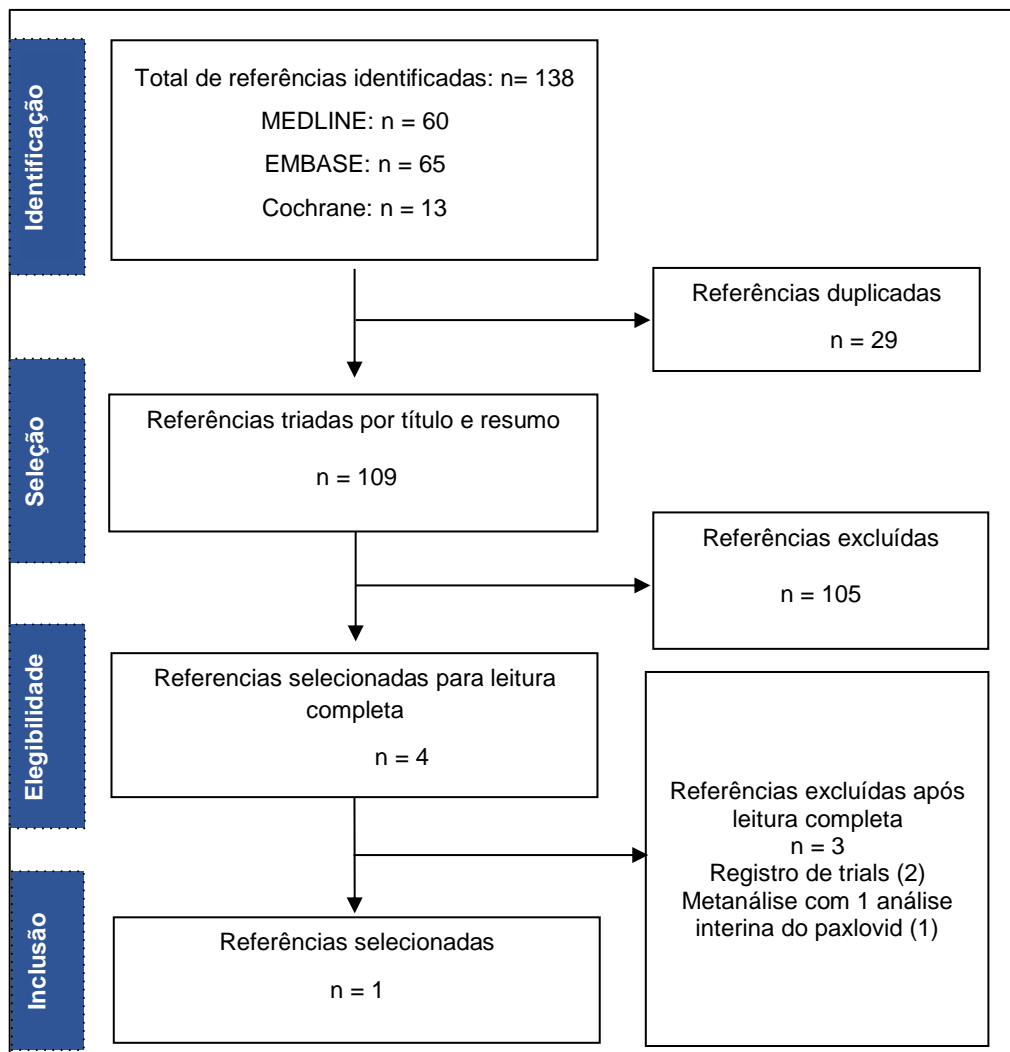 Identificação
Total de referências identificadas: n= 138
MEDLINE: n = 60
EMBASE: n = 65
Cochrane: n = 13
Referências duplicadas
n = 29
Seleção
Referências triadas por título e resumo
n = 109
Referências excluídas
n = 105
Elegibilidade
Referencias selecionadas para leitura
completa
n = 4
Referências excluídas após
leitura completa
n = 3
Registro de trials (2)
Metanálise com 1 análise
interina do paxlovid (1)
Inclusão
Referências selecionadas
n = 1